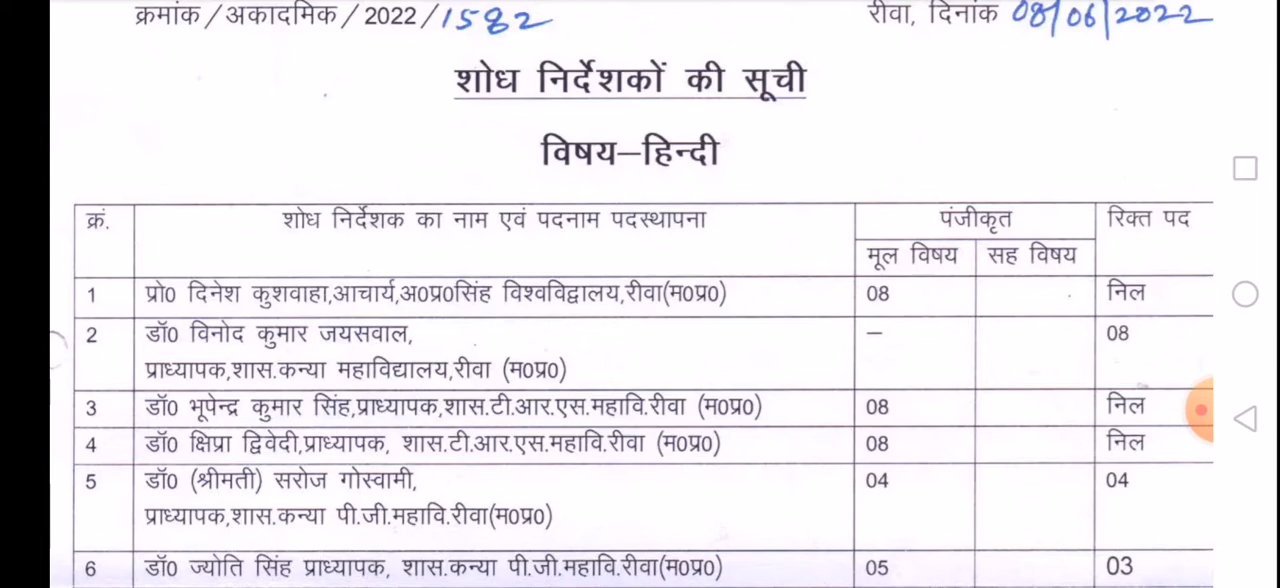 क्रमांक/अकादमिक/2022/1582 रीवा, दिनांक 08/06/2022
शोध निर्देशकों की सूची
विषय–हिन्दी
क्रं. शोध निर्देशक का नाम एवं पदनाम पदस्थापना पंजीकृत रिक्त पद
मूल विषय सह विषय
1 प्रो0 दिनेश कुशवाहा,आचार्य,अ0प्र0सिंह विश्वविद्वालय,रीवा(म0प्र0) 08 निल
2 डॉ0 विनोद कुमार जयसवाल, – 08
प्राध्यापक,शास.कन्या महाविद्यालय,रीवा (म0प्र0)
3 डॉ0 भूपेन्द्र कुमार सिंह,प्राध्यापक,शास.टी.आर.एस.महावि.रीवा (म0प्र0) 08 निल
4 डॉ0 क्षिप्रा द्विवेदी,प्राध्यापक, शास.टी.आर.एस.महावि.रीवा (म0प्र0) 08 निल
5 डॉ0 (श्रीमती) सरोज गोस्वामी, 04 04
प्राध्यापक,शास.कन्या पी.जी.महावि.रीवा(म0प्र0)
6 डॉ0 ज्योति सिंह प्राध्यापक, शास.कन्या पी.जी.महावि.रीवा(म0प्र0) 05 03